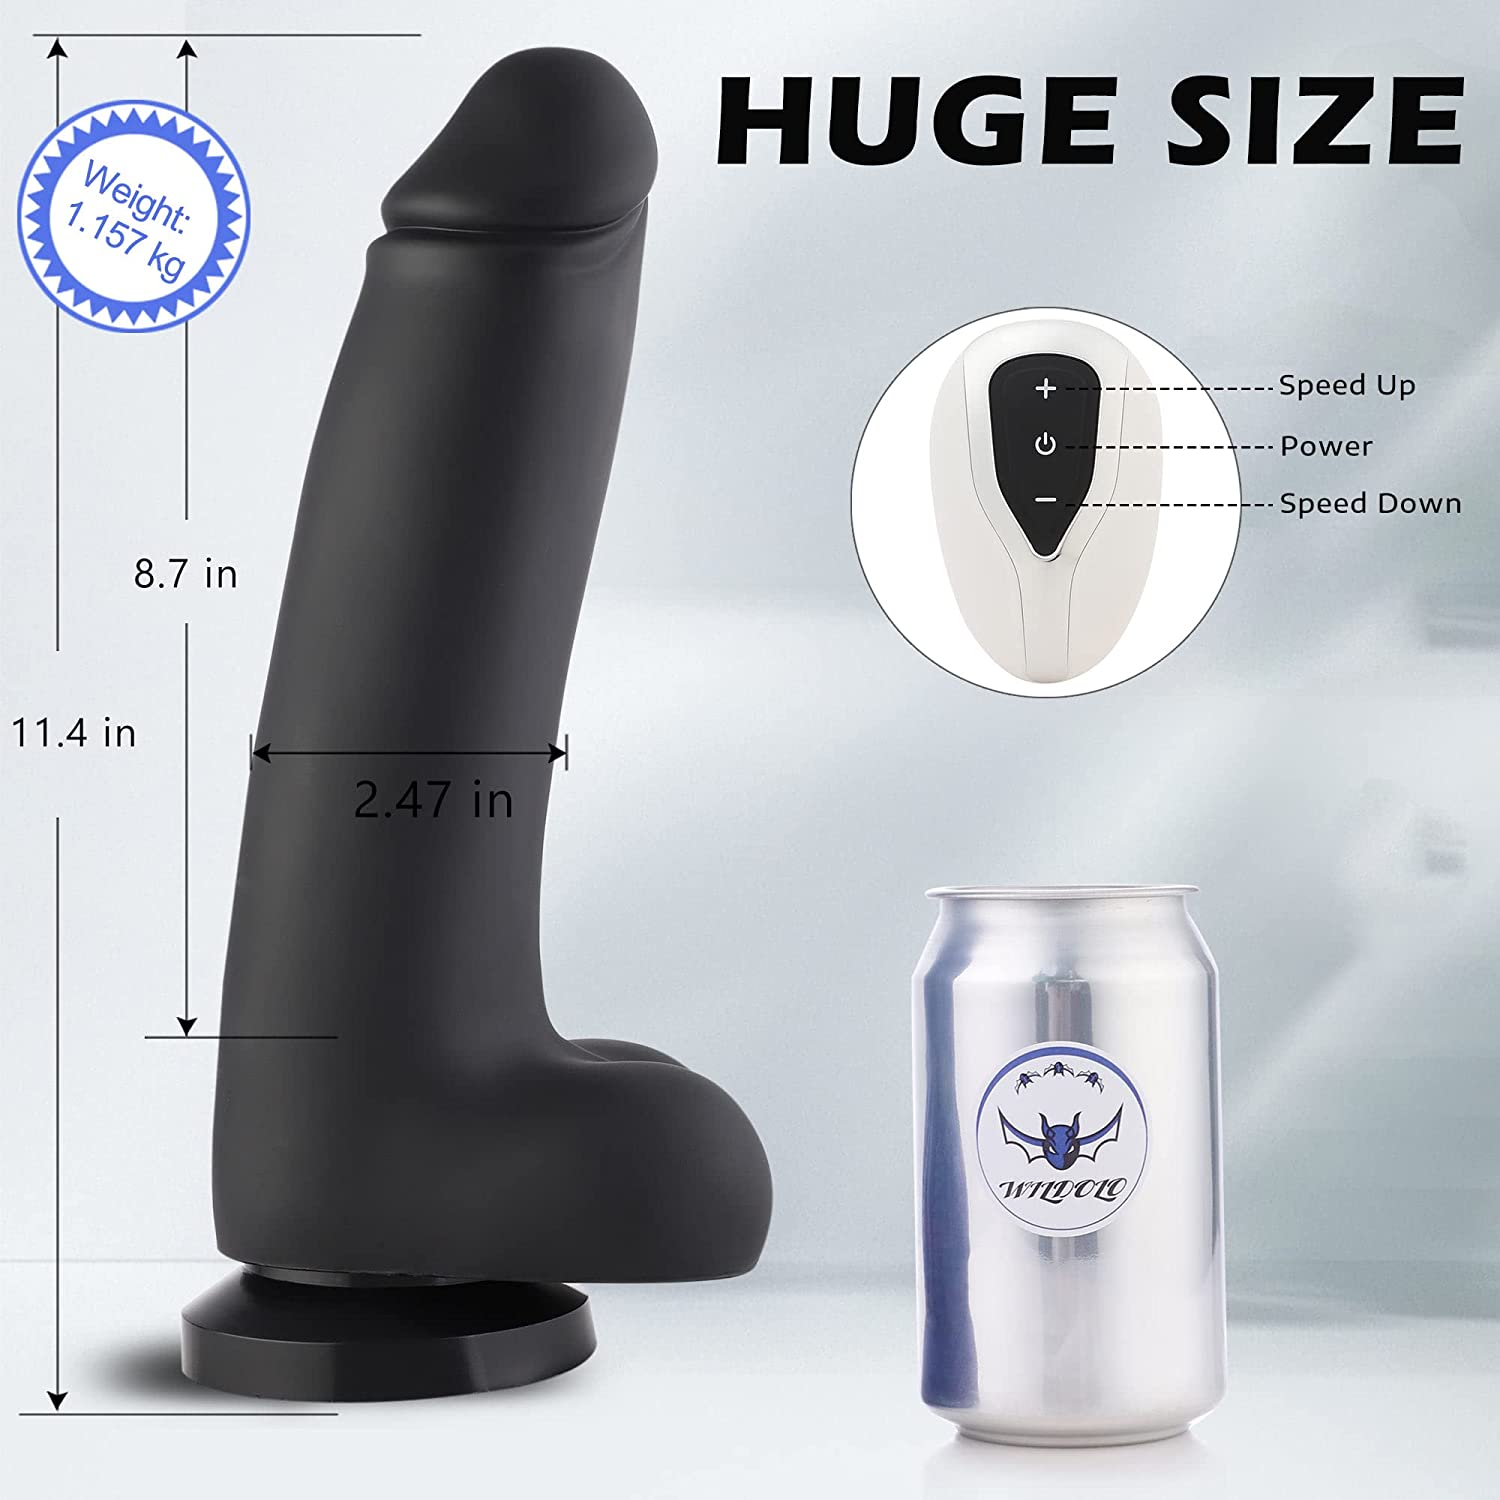 HUGE SIZE
Weight:
1.157 kg
Speed Up
Power
Speed Down
8.7 in
11.4 in
2.47 in
WILDOLO